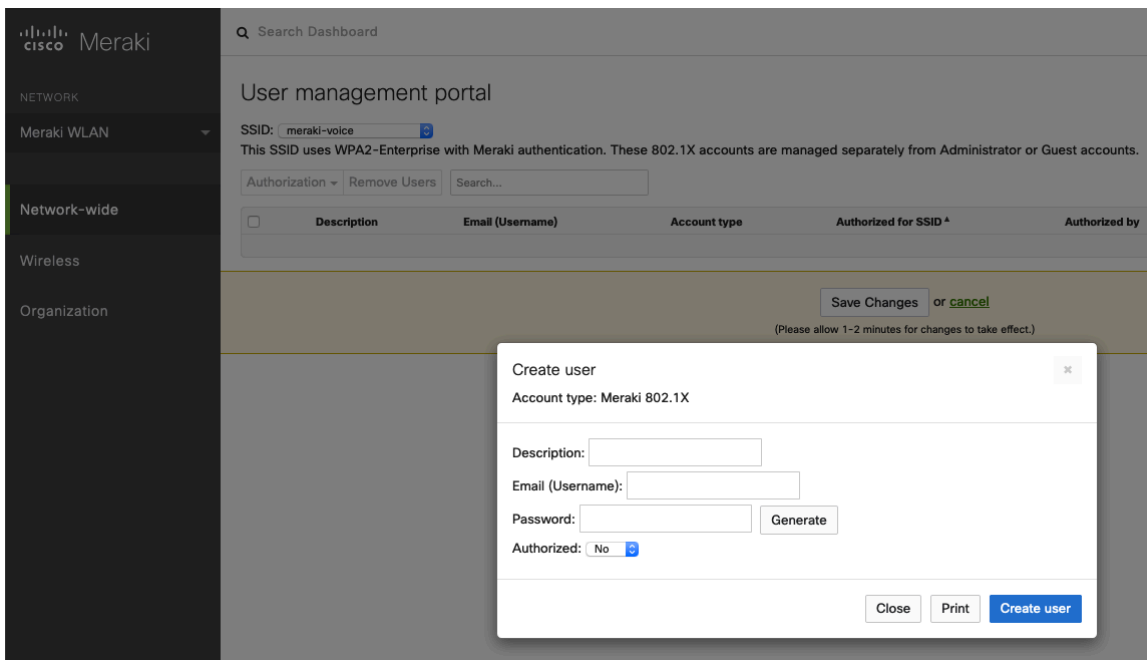 cisco Meraki
Search Dashboard
NETWORK
Meraki WLAN
Network-wide
Wireless
Organization
User management portal
SSID: meraki-voice
This SSID uses WPA2-Enterprise with Meraki authentication. These 802.1X accounts are managed separately from Administrator or Guest accounts.
Authorization Remove Users Search...
Description Email (Username) Account type Authorized for SSID Authorized by
Save Changes or cancel
(Please allow 1-2 minutes for changes to take effect.)
Create user
Account type: Meraki 802.1X
Description:
Email (Username):
Password: Generate
Authorized: No
Close Print Create user